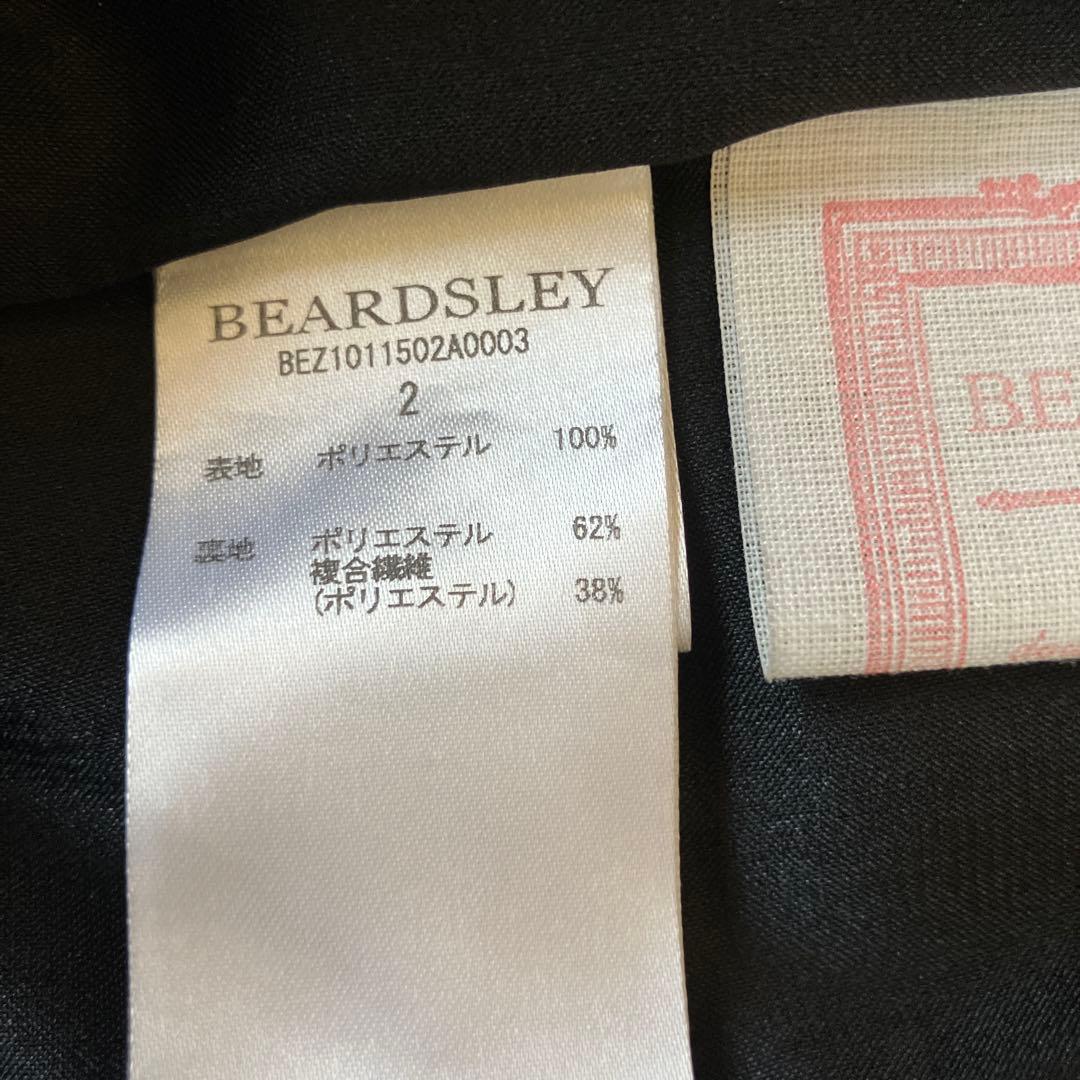 BEARDSLEY
BEZ1011502A0003
2
表地 ポリエステル 100%
裏地 ポリエステル 62%
複合繊維
(ポリエステル) 38%
BE